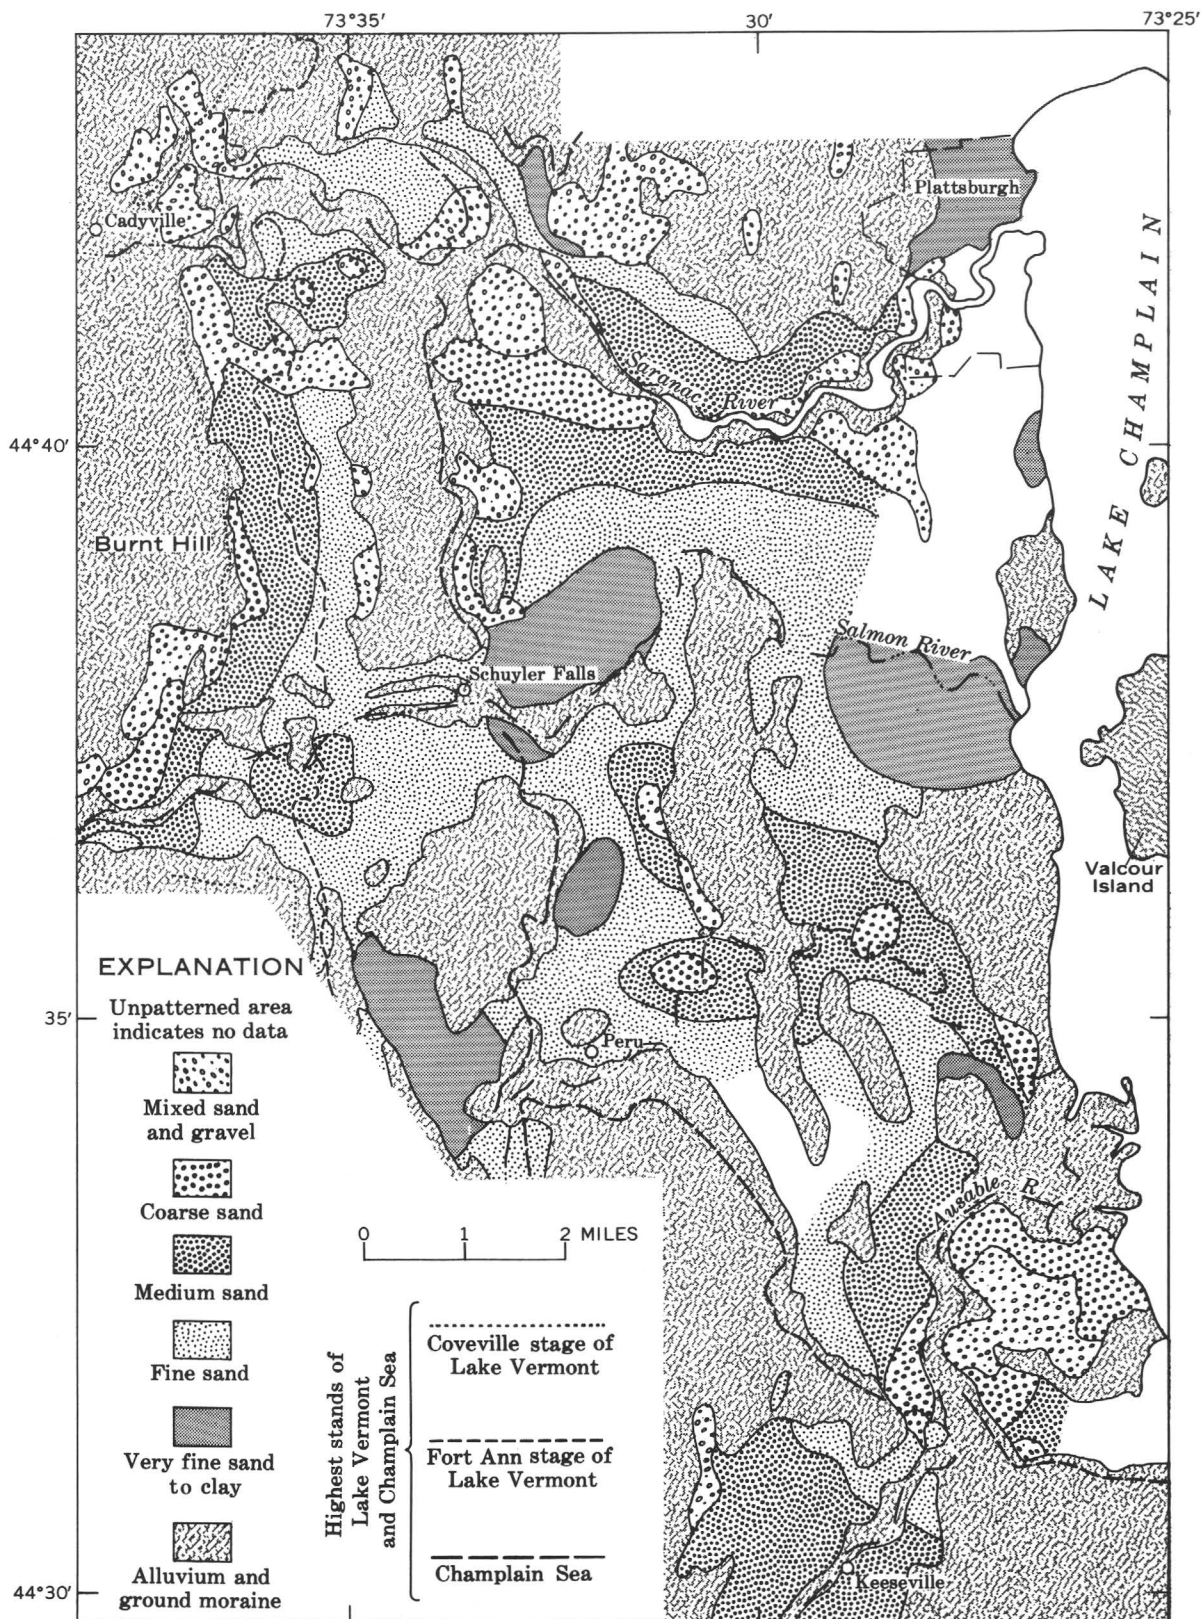 73°35′
30′
73°25′
Plattsburgh
Cadyville
LAKE CHAMPLAIN
Saranac River
44°40′
Burnt Hill
Salmon River
Schuyler Falls
Valcour
Island
EXPLANATION
Unpatterned area
indicates no data
Mixed sand
and gravel
Coarse sand
Medium sand
Fine sand
Very fine sand
to clay
Alluvium and
ground moraine
35′
Peru
Ausable R
0 1 2 MILES
Highest stands of
Lake Vermont
and Champlain Sea
Coveville stage of
Lake Vermont
Fort Ann stage of
Lake Vermont
Champlain Sea
44°30′
Keeseville